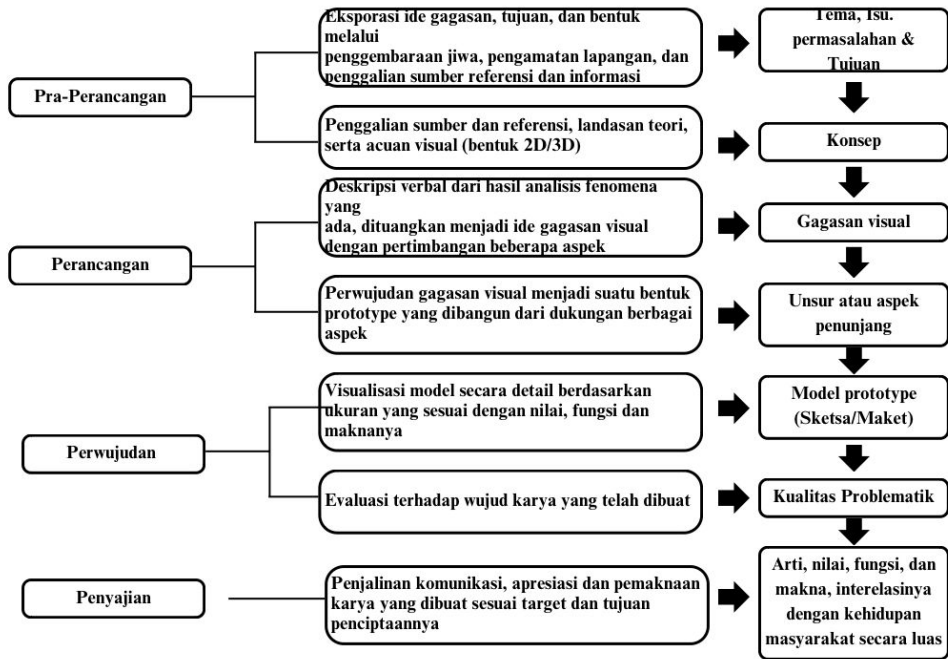 Eksporasi ide gagasan, tujuan, dan bentuk
melalui
penggembaraan jiwa, pengamatan lapangan, dan
penggalian sumber referensi dan informasi
Tema, Isu.
permasalahan &
Tujuan
Pra-Perancangan
Penggalian sumber dan referensi, landasan teori,
serta acuan visual (bentuk 2D/3D)
Konsep
Deskripsi verbal dari hasil analisis fenomena
yang
ada, dituangkan menjadi ide gagasan visual
dengan pertimbangan beberapa aspek
Gagasan visual
Perancangan
Perwujudan gagasan visual menjadi suatu bentuk
prototype yang dibangun dari dukungan berbagai
aspek
Unsur atau aspek
penunjang
Visualisasi model secara detail berdasarkan
ukuran yang sesuai dengan nilai, fungsi dan
maknanya
Model prototype
(Sketsa/Maket)
Perwujudan
Evaluasi terhadap wujud karya yang telah dibuat
Kualitas Problematik
Penyajian
Penjalinan komunikasi, apresiasi dan pemaknaan
karya yang dibuat sesuai target dan tujuan
penciptaannya
Arti, nilai, fungsi, dan
makna, interelasinya
dengan kehidupan
masyarakat secara luas